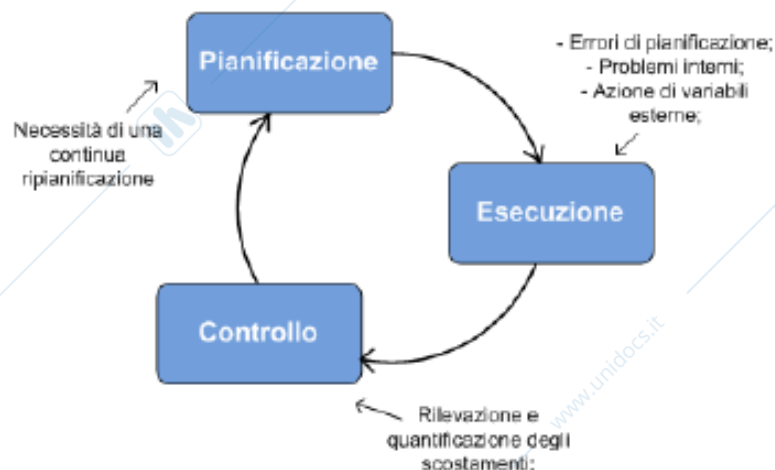 Pianificazione
- Errori di pianificazione;
- Problemi interni;
- Azione di variabili
esterne;
Necessità di una
continua
ripianificazione
Esecuzione
Controllo
Rilevazione e
quantificazione degli
scostamenti;
www.unidocs.it